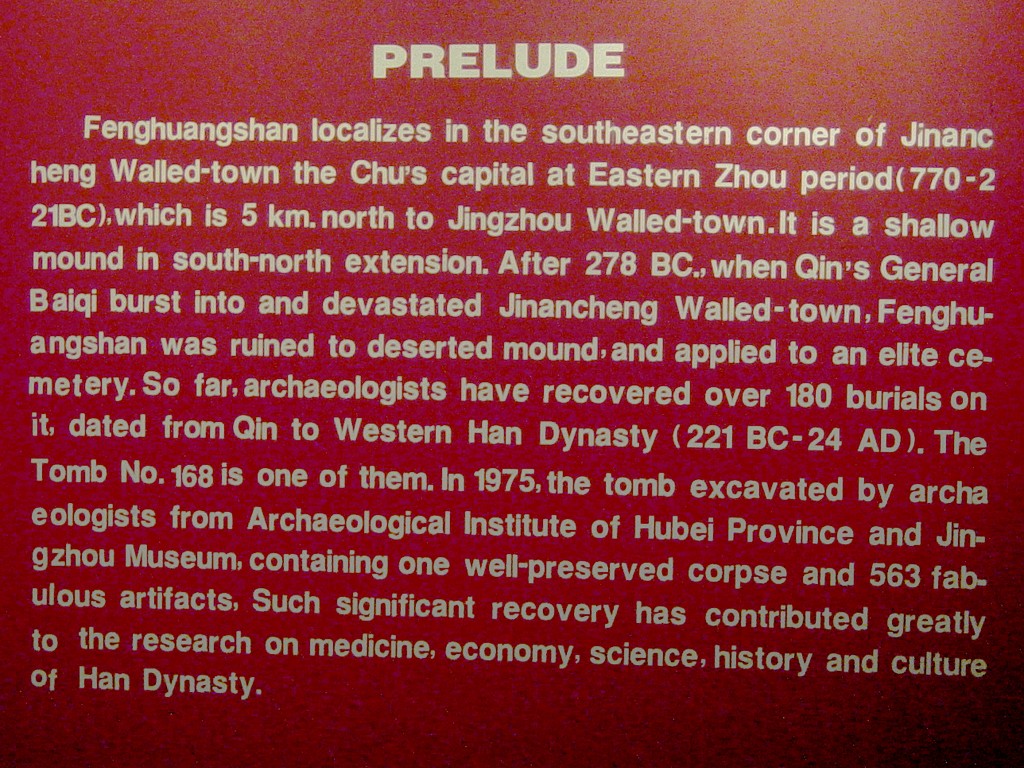 PRELUDE
Fenghuangshan localizes in the southeastern corner of Jinanc
heng Walled-town the Chu's capital at Eastern Zhou period(770-2
21BC),which is 5 km. north to Jingzhou Walled-town.It is a shallow
mound in south-north extension. After 278 BC., when Qin's General
Baiqi burst into and devastated Jinancheng Walled-town, Fenghu-
angshan was ruined to deserted mound, and applied to an elite ce-
metery. So far, archaeologists have recovered over 180 burials on
it, dated from Qin to Western Han Dynasty (221 BC-24 AD). The
Tomb No. 168 is one of them. In 1975, the tomb excavated by archa
eologists from Archaeological Institute of Hubei Province and Jin-
gzhou Museum, containing one well-preserved corpse and 563 fab-
ulous artifacts, Such significant recovery has contributed greatly
to the research on medicine, economy, science, history and culture
of Han Dynasty.